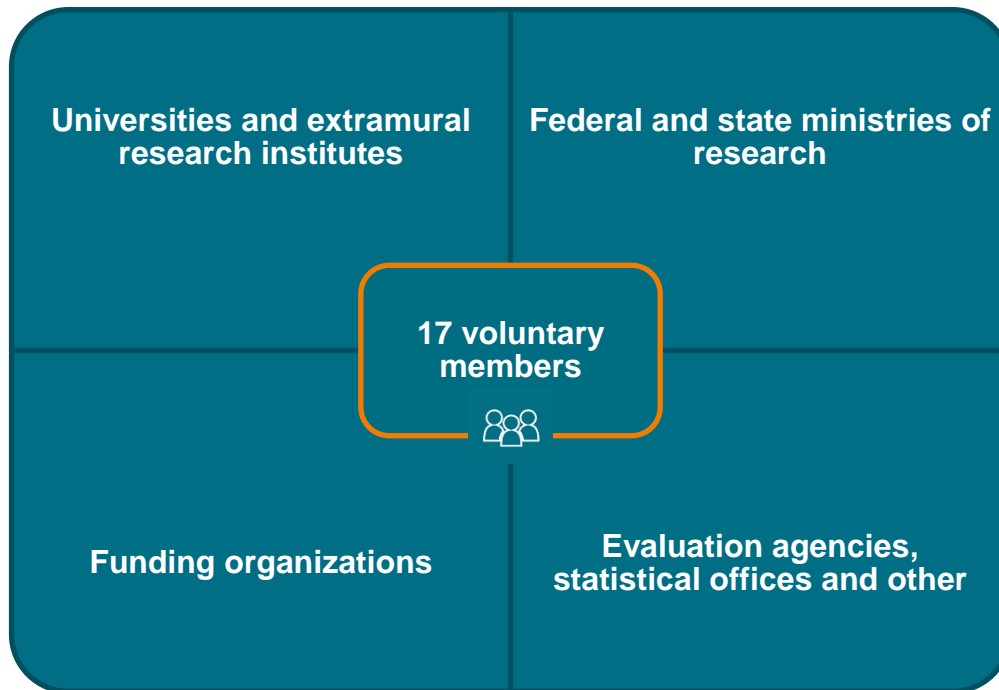 Universities and extramural
research institutes
Federal and state ministries of
research
17 voluntary
members
Funding organizations
Evaluation agencies,
statistical offices and other